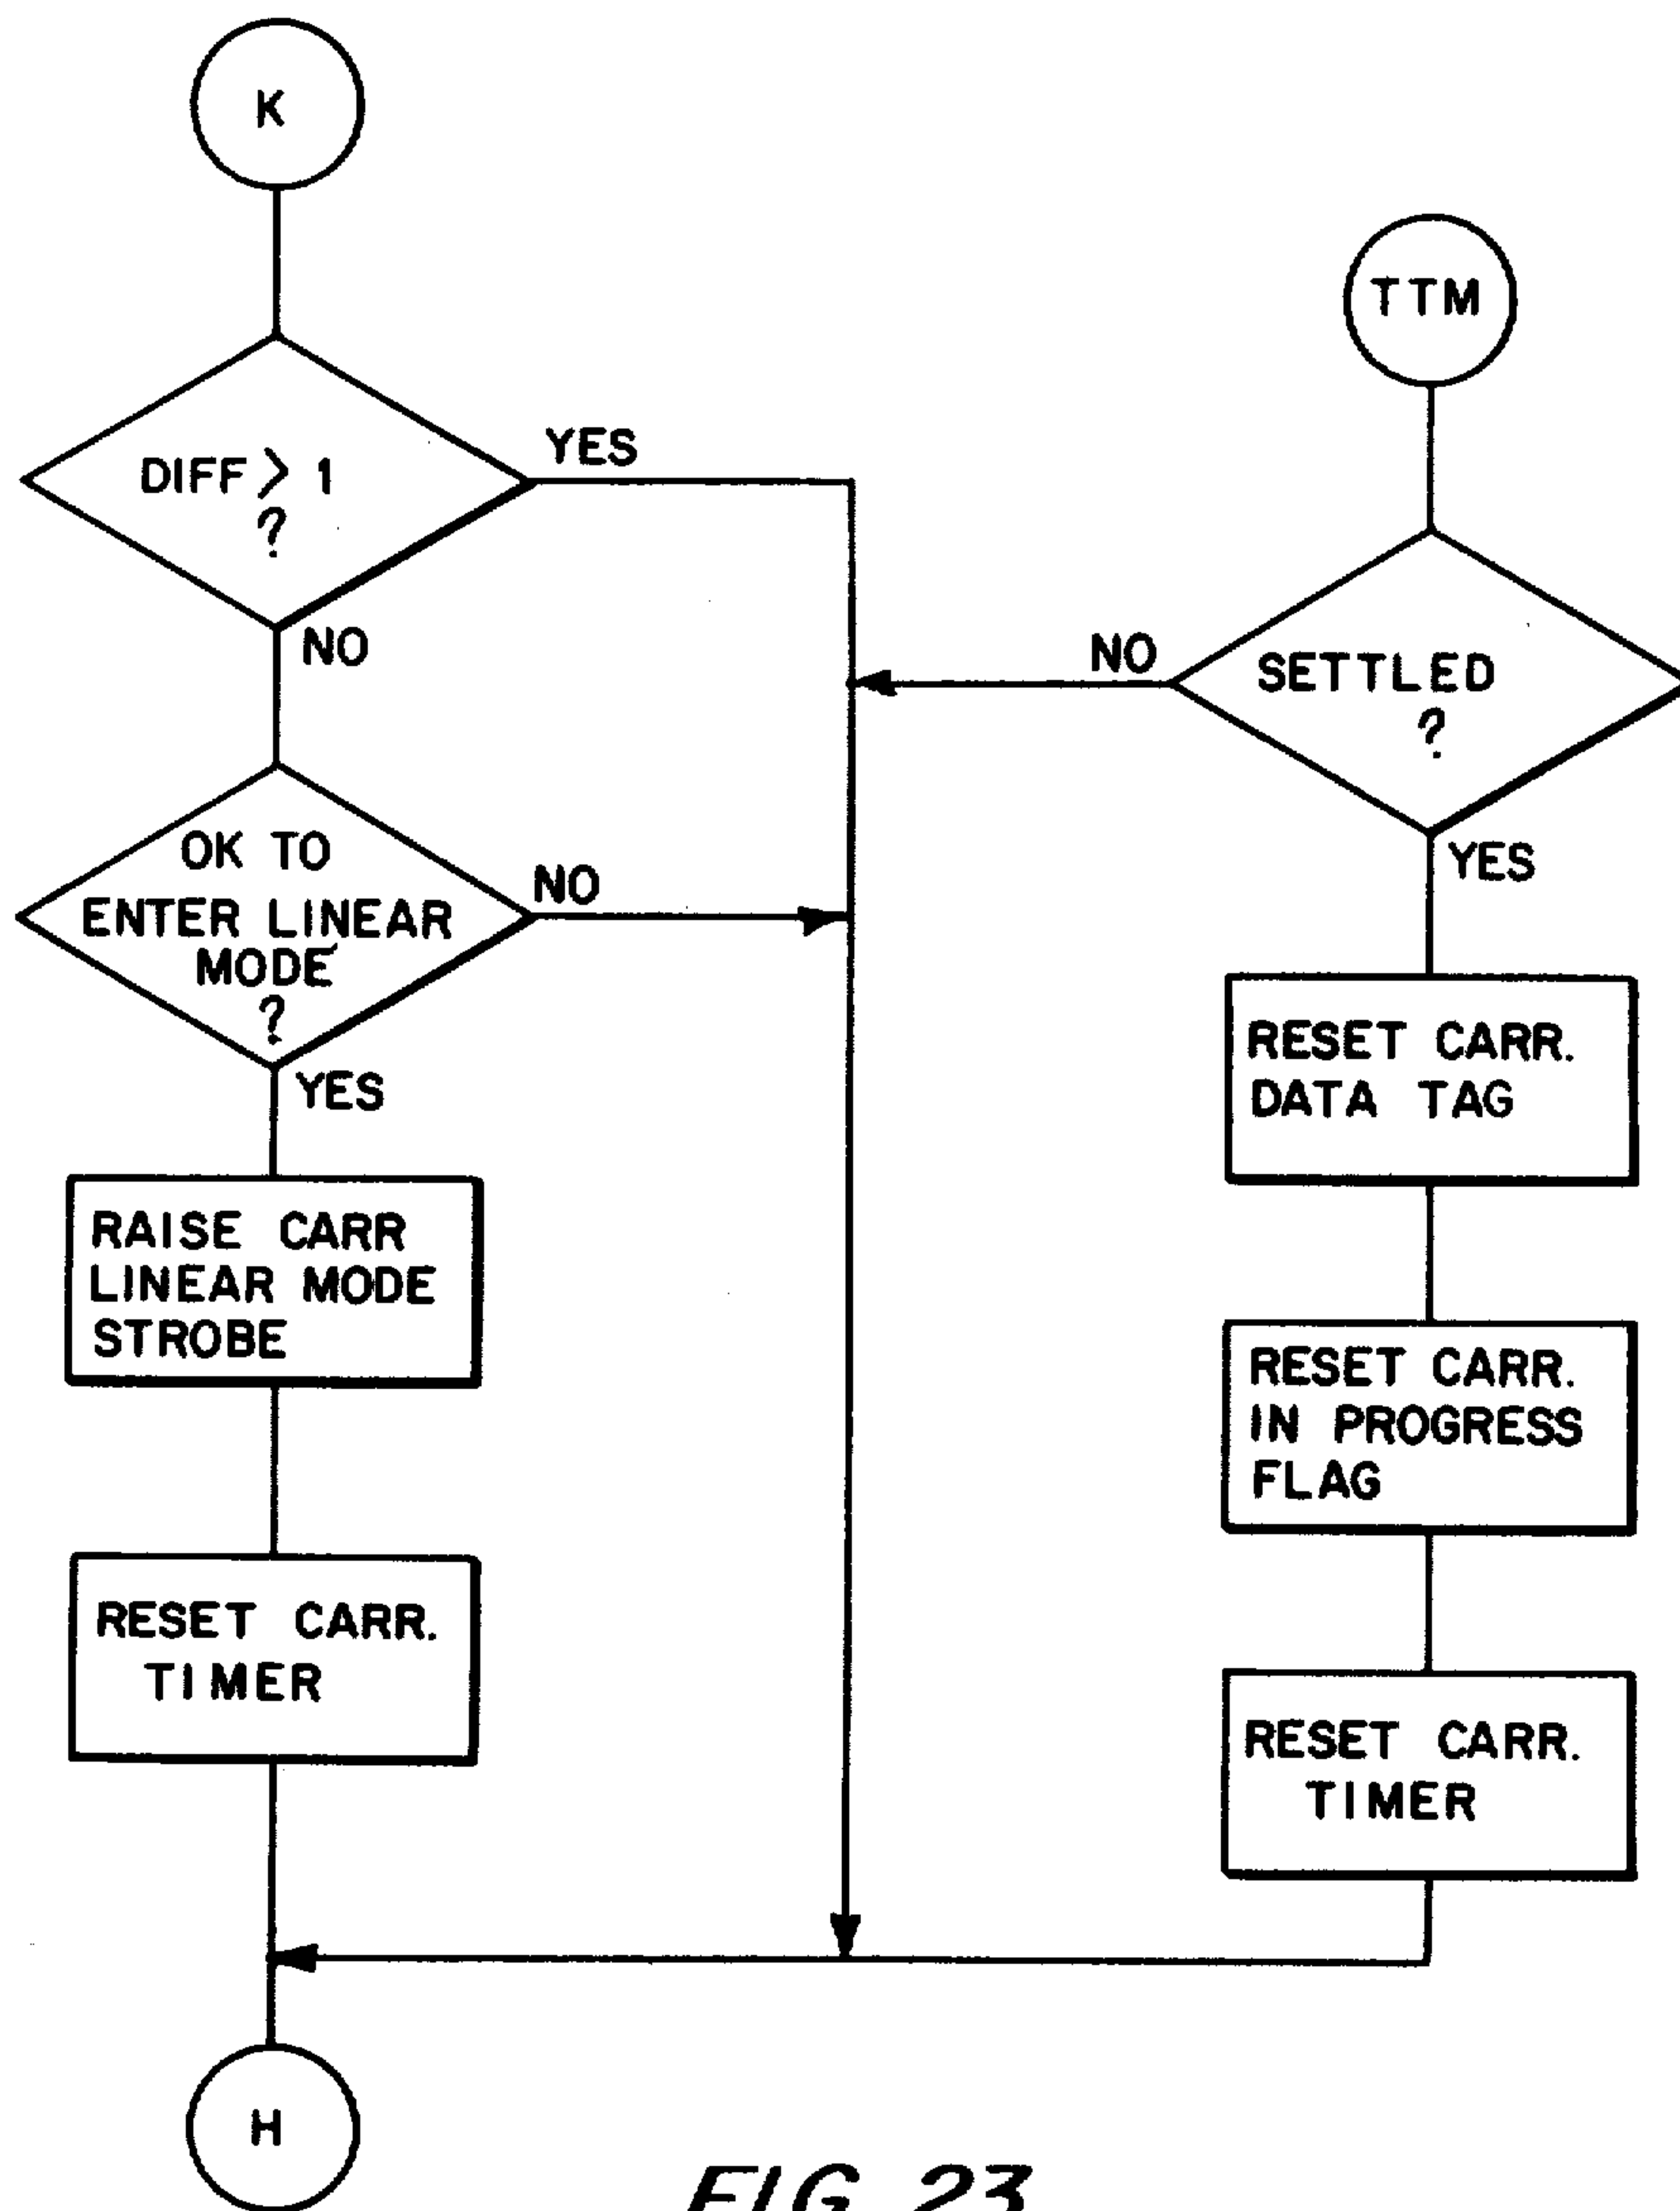 K
DIFF > 1
?
YES
NO
OK TO
ENTER LINEAR
MODE
?
NO
YES
RAISE CARR
LINEAR MODE
STROBE
RESET CARR.
TIMER
H
TTM
SETTLED
?
NO
YES
RESET CARR.
DATA TAG
RESET CARR.
IN PROGRESS
FLAG
RESET CARR.
TIMER
FIG. 23